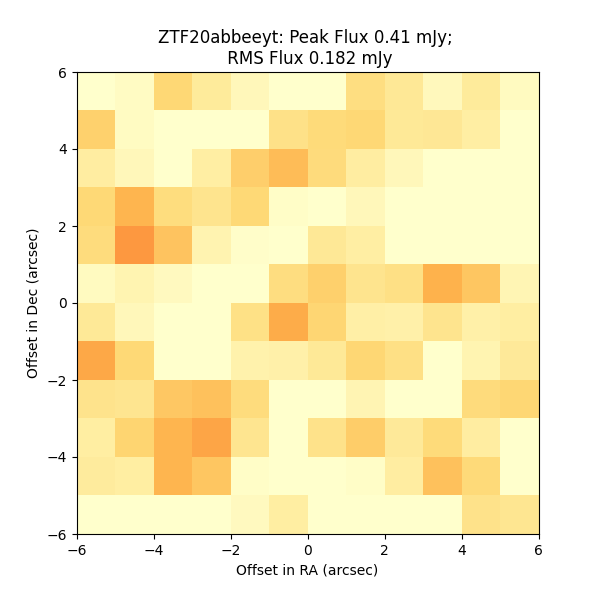 ZTF20abbeeyt: Peak Flux 0.41 mJy;
RMS Flux 0.182 mJy
6
4
2
0
−2
−4
−6
Offset in Dec (arcsec)
−6 −4 −2 0 2 4 6
Offset in RA (arcsec)